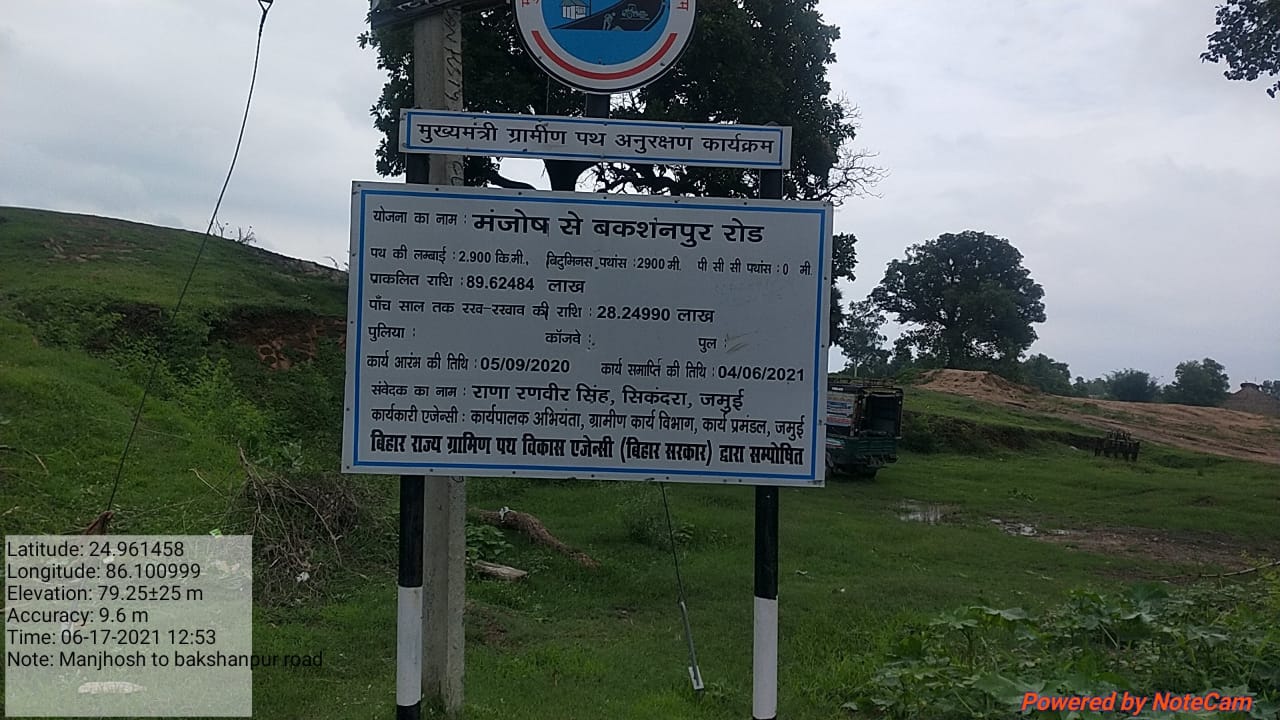 मुख्यमंत्री ग्रामीण पथ अनुरक्षण कार्यक्रम
योजना का नाम : मंजोष से बकशंनपुर रोड
पथ की लम्बाई : 2.900 कि.मी., बिटुमिनस पथांस : 2900 मी. पी सी सी पथांस : 0 मी.
प्राकलित राशि : 89.62484 लाख
पाँच साल तक रख-रखाव की राशि : 28.24990 लाख
पुलिया : कॉजवे : पुल :
कार्य आरंम की तिथि : 05/09/2020 कार्य समाप्ति की तिथि : 04/06/2021
संवेदक का नाम : राणा रणवीर सिंह, सिकंदरा, जमुई
कार्यकारी एजेन्सी : कार्यपालक अभियंता, ग्रामीण कार्य विभाग, कार्य प्रमंडल, जमुई
बिहार राज्य ग्रामिण पथ विकास एजेन्सी (बिहार सरकार) द्वारा सम्पोषित
Latitude: 24.961458
Longitude: 86.100999
Elevation: 79.25±25 m
Accuracy: 9.6 m
Time: 06-17-2021 12:53
Note: Manjhosh to bakshanpur road
Powered by NoteCam